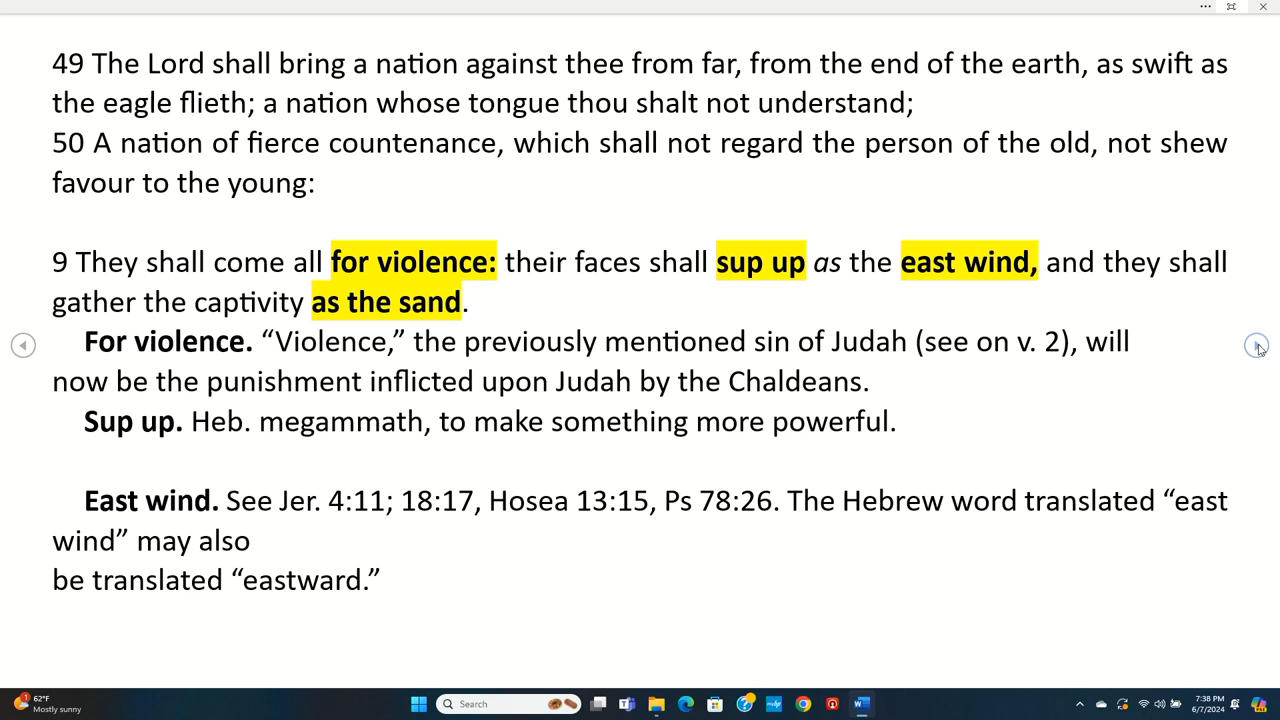 49 The Lord shall bring a nation against thee from far, from the end of the earth, as swift as
the eagle flieth; a nation whose tongue thou shalt not understand;
50 A nation of fierce countenance, which shall not regard the person of the old, not shew
favour to the young:
9 They shall come all for violence: their faces shall sup up as the east wind, and they shall
gather the captivity as the sand.
For violence. “Violence,” the previously mentioned sin of Judah (see on v. 2), will
now be the punishment inflicted upon Judah by the Chaldeans.
Sup up. Heb. megammath, to make something more powerful.
East wind. See Jer. 4:11; 18:17, Hosea 13:15, Ps 78:26. The Hebrew word translated “east
wind” may also
be translated “eastward.”
1
62°F
Mostly sunny
Search
7:38 PM
6/7/2024